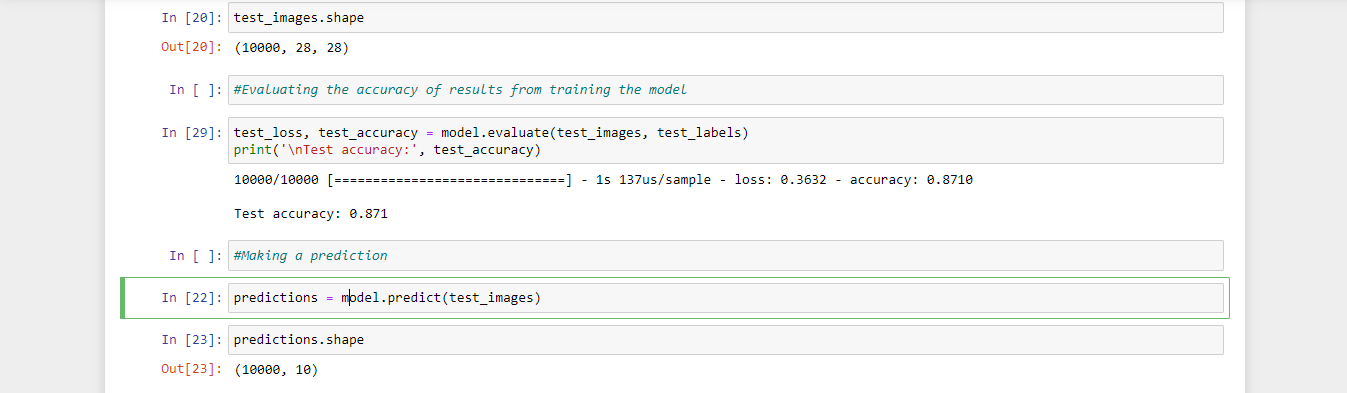 In [20]: test_images.shape
Out[20]: (10000, 28, 28)
In [ ]: #Evaluating the accuracy of results from training the model
In [29]: test_loss, test_accuracy = model.evaluate(test_images, test_labels)
print('\nTest accuracy:', test_accuracy)
10000/10000 [==============================] - 1s 137us/sample - loss: 0.3632 - accuracy: 0.8710
Test accuracy: 0.871
In [ ]: #Making a prediction
In [22]: predictions = model.predict(test_images)
In [23]: predictions.shape
Out[23]: (10000, 10)